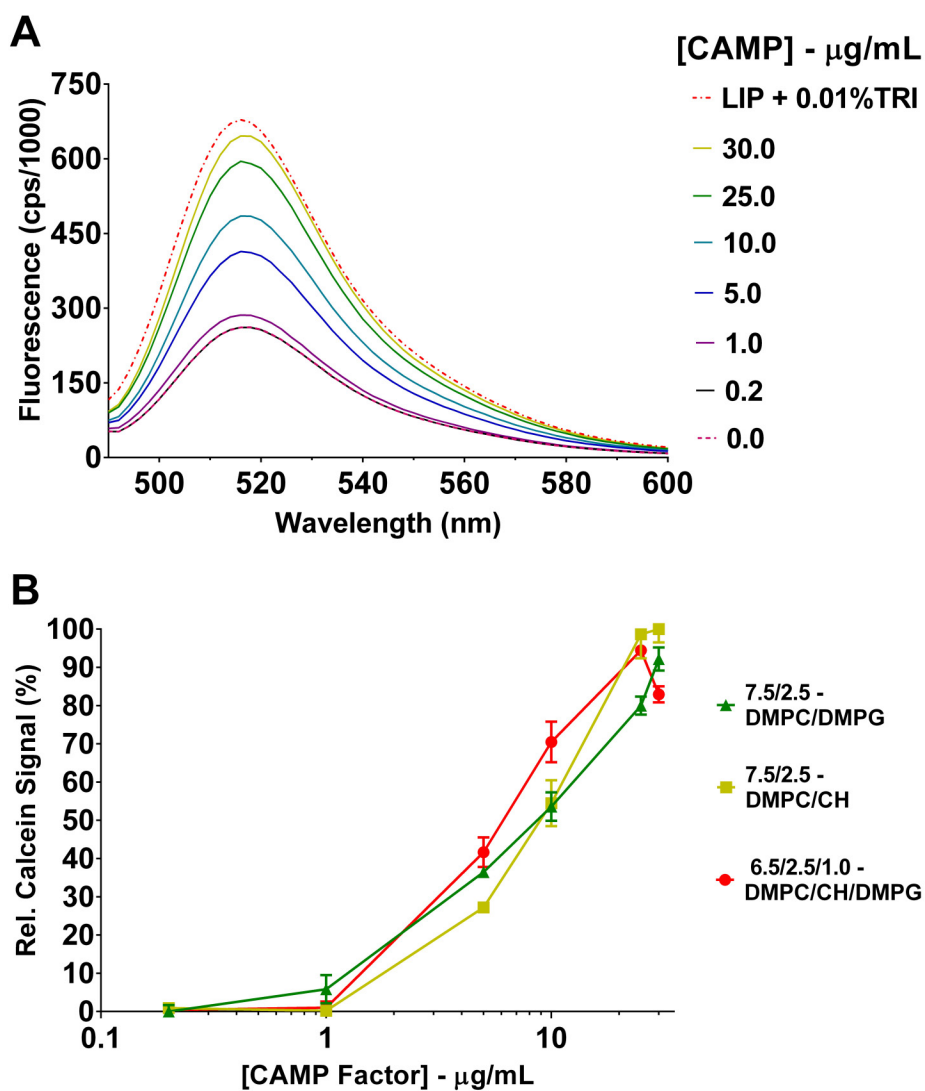 A
[CAMP] - μg/mL
750
600
450
300
150
0
Fluorescence (cps/1000)
500 520 540 560 580 600
Wavelength (nm)
LIP + 0.01%TRI
30.0
25.0
10.0
5.0
1.0
0.2
0.0
B
100
90
80
70
60
50
40
30
20
10
0
Rel. Calcein Signal (%)
0.1 1 10
[CAMP Factor] - μg/mL
7.5/2.5 -
DMPC/DMPG
7.5/2.5 -
DMPC/CH
6.5/2.5/1.0 -
DMPC/CH/DMPG